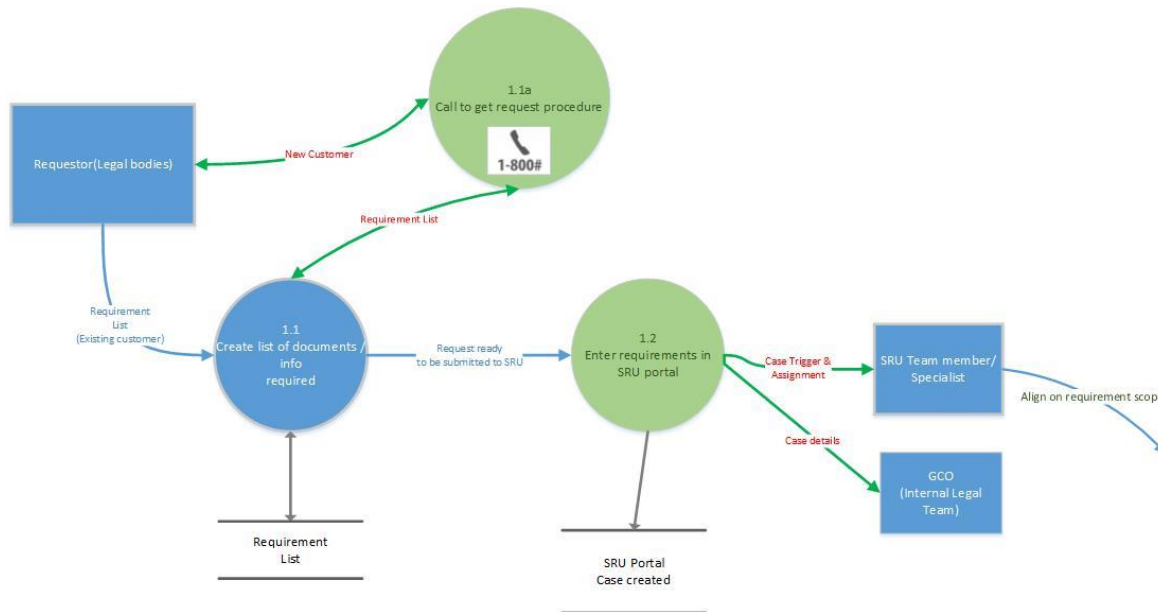 1.1a
Call to get request procedure
1-800#
Requestor(Legal bodies)
New Customer
Requirement List
Requirement
List
(Existing customer)
1.1
Create list of documents /
info
required
Request ready
to be submitted to SRU
1.2
Enter requirements in
SRU portal
Case Trigger &
Assignment
SRU Team member/
Specialist
Align on requirement scop
Case details
GCO
(Internal Legal
Team)
Requirement
List
SRU Portal
Case created